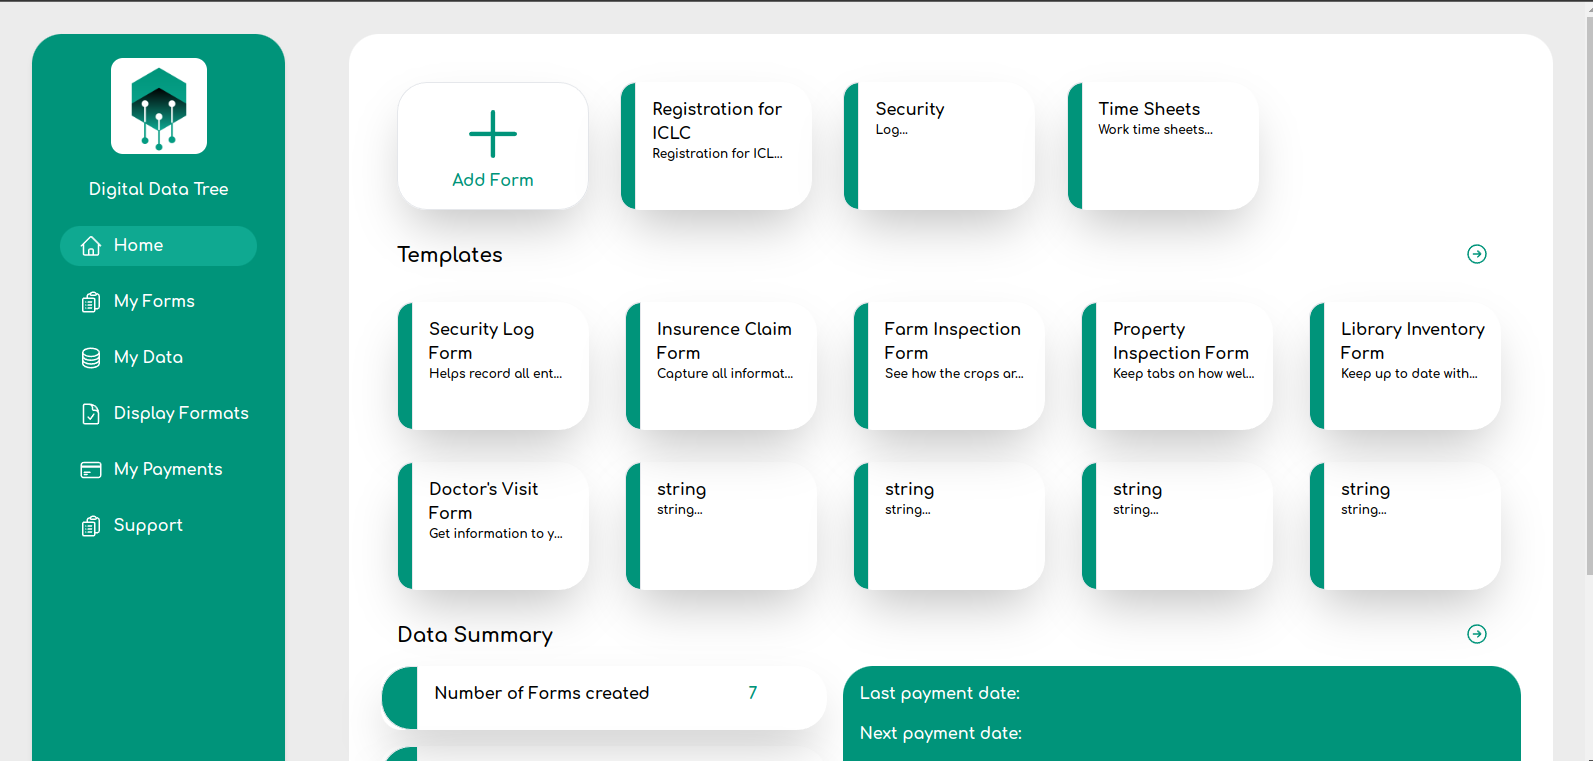 Digital Data Tree
Home
My Forms
My Data
Display Formats
My Payments
Support
Add Form
Registration for
ICLC
Registration for ICL...
Security
Log...
Time Sheets
Work time sheets...
Templates
Security Log
Form
Helps record all ent...
Insurence Claim
Form
Capture all informat...
Farm Inspection
Form
See how the crops ar...
Property
Inspection Form
Keep tabs on how wel...
Library Inventory
Form
Keep up to date with...
Doctor's Visit
Form
Get information to y...
string
string...
string
string...
string
string...
string
string...
Data Summary
Number of Forms created 7
Last payment date:
Next payment date: